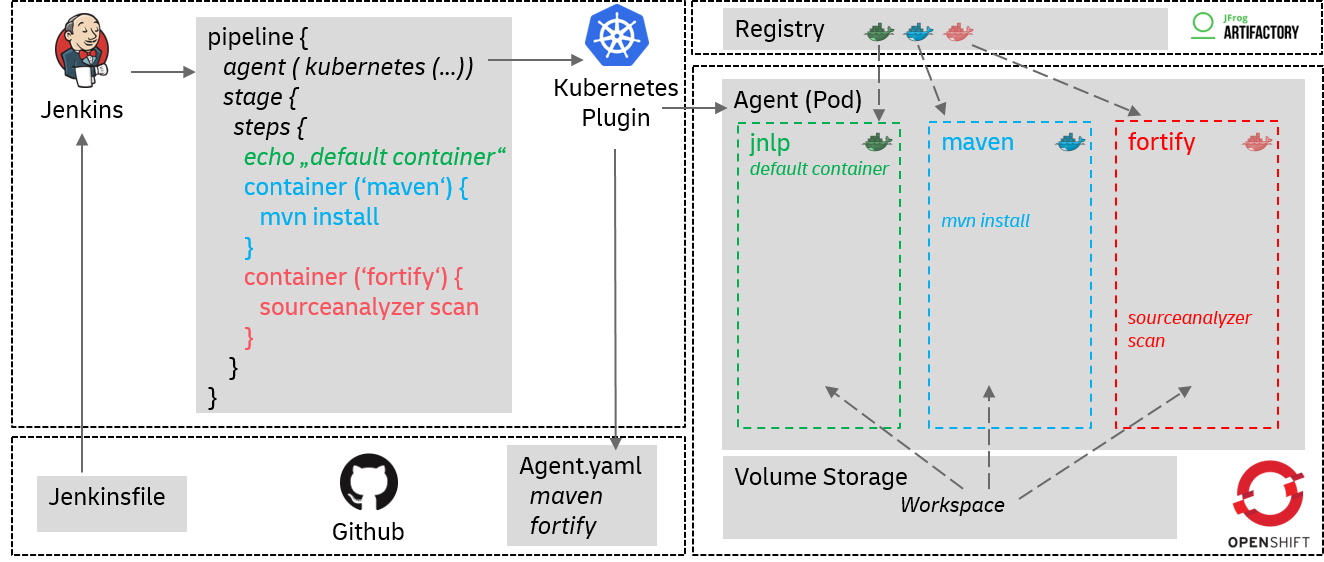 Jenkins
pipeline {
agent ( kubernetes (...))
stage {
steps {
echo „default container“
container (‘maven‘) {
mvn install
}
container (‘fortify‘) {
sourceanalyzer scan
}
}
}
Kubernetes
Plugin
Jenkinsfile
Github
Agent.yaml
maven
fortify
Registry
JFrog
ARTIFACTORY
Agent (Pod)
jnlp
default container
maven
mvn install
fortify
sourceanalyzer
scan
Volume Storage
Workspace
OPENSHIFT